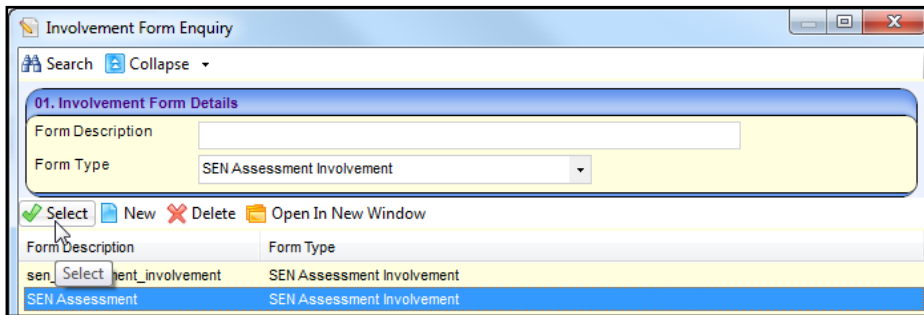 Involvement Form Enquiry
Search Collapse
01. Involvement Form Details
Form Description
Form Type SEN Assessment Involvement
Select New Delete Open In New Window
Form Description Form Type
sen_ ment_involvement SEN Assessment Involvement
Select
SEN Assessment SEN Assessment Involvement